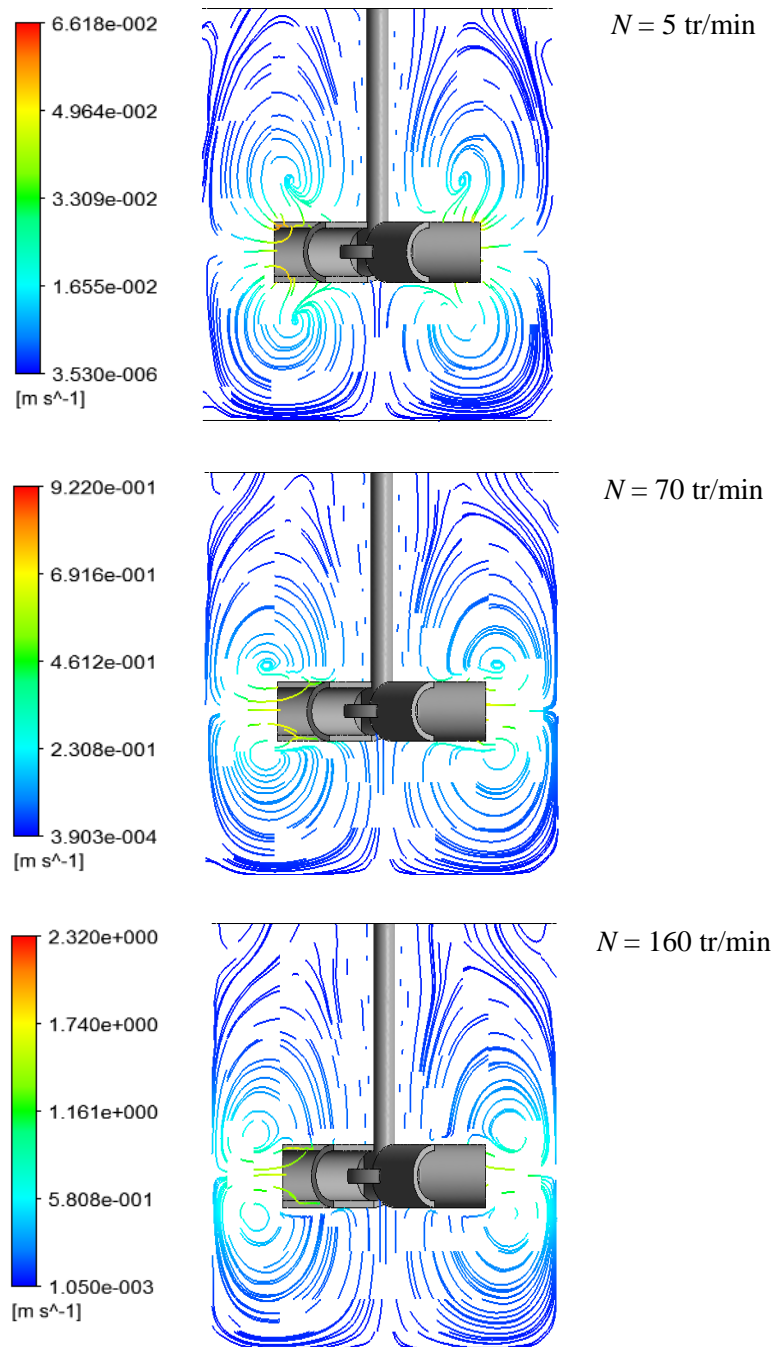 6.618e-002
N = 5 tr/min
4.964e-002
3.309e-002
1.655e-002
3.530e-006
[m s^-1]
9.220e-001
N = 70 tr/min
6.916e-001
4.612e-001
2.308e-001
3.903e-004
[m s^-1]
2.320e+000
N = 160 tr/min
1.740e+000
1.161e+000
5.808e-001
1.050e-003
[m s^-1]